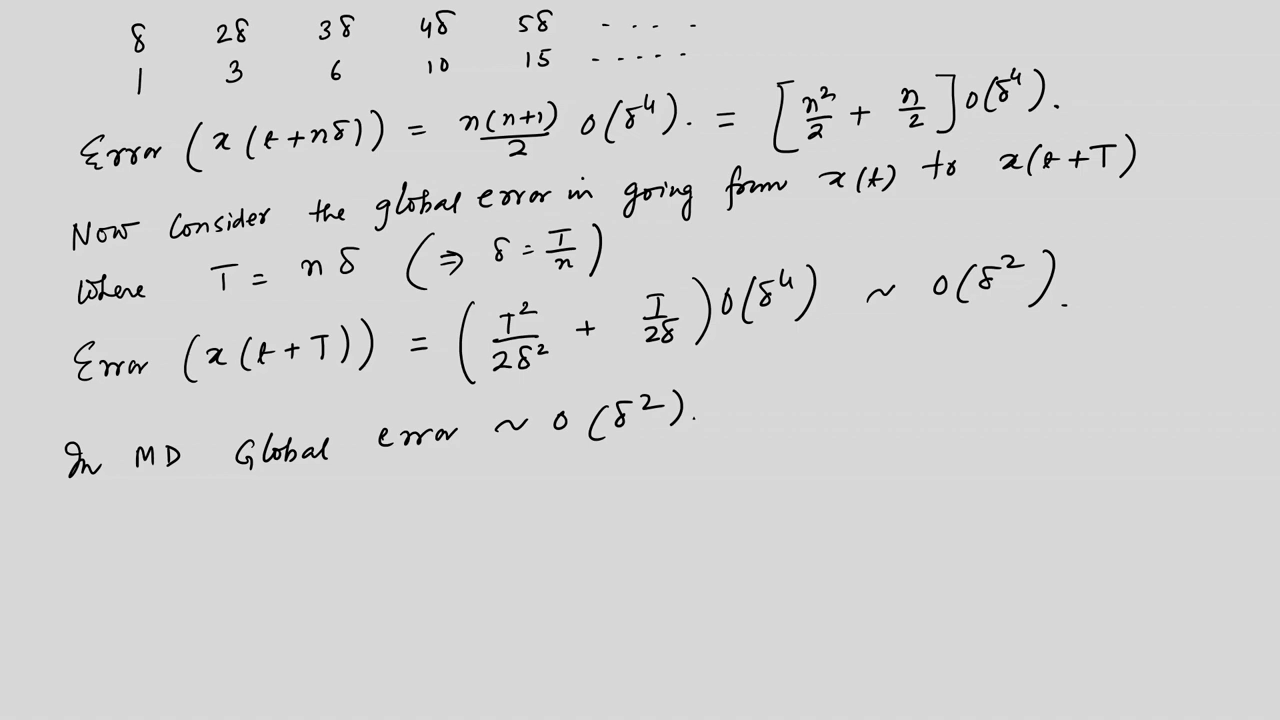 δ 2δ 3δ 4δ 5δ . . . .
1 3 6 10 15 . . . . .
Error (x(t+nδ)) = n(n+1)/2 O(δ⁴). = [n²/2 + n/2] O(δ⁴).
Now consider the global error in going from x(t) to x(t+T)
where T = nδ (⇒ δ = T/n)
Error (x(t+T)) = (T²/2δ² + T/2δ) O(δ⁴) ~ O(δ²).
In MD Global error ~ O(δ²).